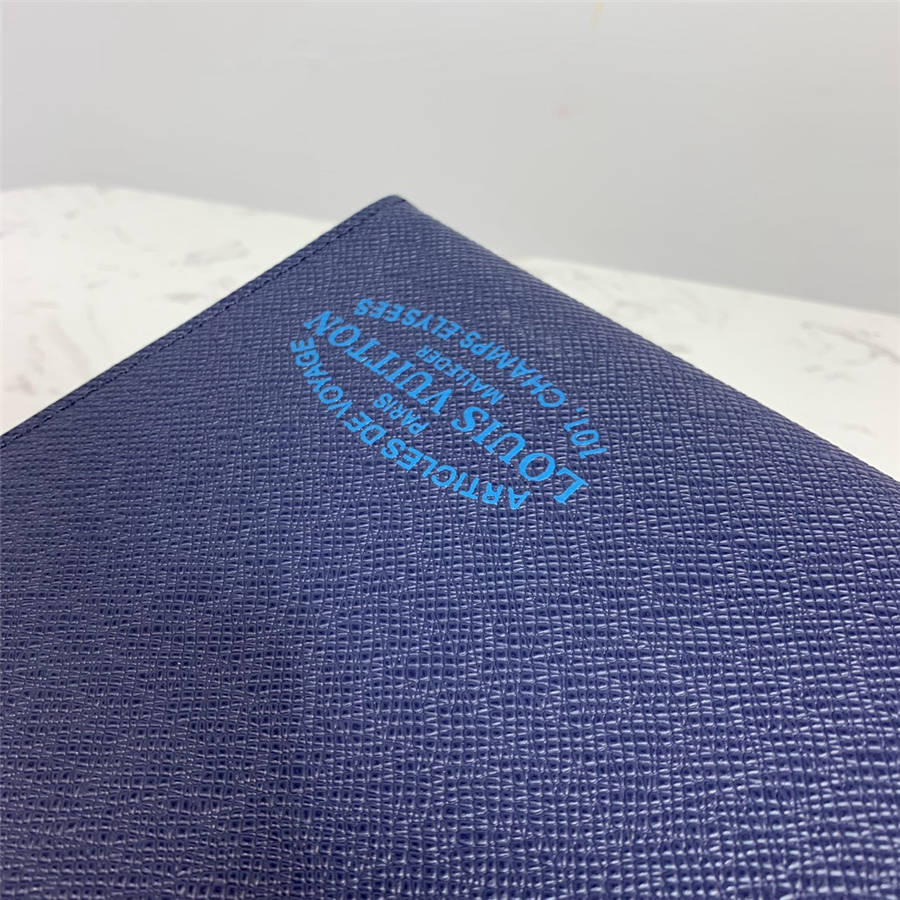 ARTICLES DE VOYAGE
PARIS
LOUIS VUITTON
MALLETIER
101, CHAMPS-ELYSEES